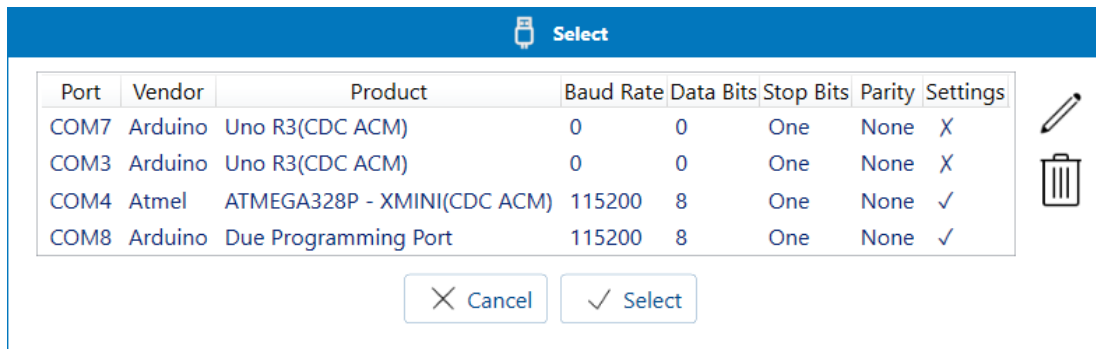 Select
Port Vendor Product Baud Rate Data Bits Stop Bits Parity Settings
COM7 Arduino Uno R3(CDC ACM) 0 0 One None ✗
COM3 Arduino Uno R3(CDC ACM) 0 0 One None ✗
COM4 Atmel ATMEGA328P - XMINI(CDC ACM) 115200 8 One None ✓
COM8 Arduino Due Programming Port 115200 8 One None ✓
Cancel Select